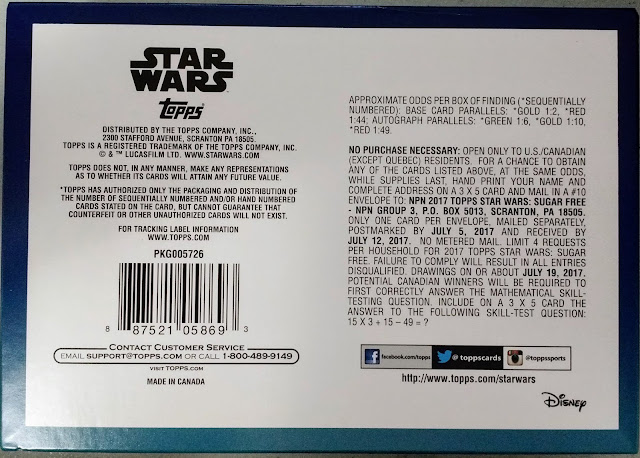 STAR
WARS
topps
DISTRIBUTED BY THE TOPPS COMPANY, INC.,
2300 STAFFORD AVENUE, SCRANTON PA 18505.
TOPPS IS A REGISTERED TRADEMARK OF THE TOPPS COMPANY, INC.
© & ™ LUCASFILM LTD. WWW.STARWARS.COM
TOPPS DOES NOT, IN ANY MANNER, MAKE ANY REPRESENTATIONS
AS TO WHETHER ITS CARDS WILL ATTAIN ANY FUTURE VALUE.
*TOPPS HAS AUTHORIZED ONLY THE PACKAGING AND DISTRIBUTION OF
THE NUMBER OF SEQUENTIALLY NUMBERED AND/OR HAND NUMBERED
CARDS STATED ON THE CARD, BUT CANNOT GUARANTEE THAT
COUNTERFEIT OR OTHER UNAUTHORIZED CARDS WILL NOT EXIST.
FOR TRACKING LABEL INFORMATION
WWW.TOPPS.COM
PKG005726
8 87521 05869 3
CONTACT CUSTOMER SERVICE
EMAIL SUPPORT@TOPPS.COM OR CALL 1-800-489-9149
VISIT TOPPS.COM
MADE IN CANADA
APPROXIMATE ODDS PER BOX OF FINDING (*SEQUENTIALLY
NUMBERED): BASE CARD PARALLELS: *GOLD 1:2, *RED
1:44; AUTOGRAPH PARALLELS: *GREEN 1:6, *GOLD 1:10,
*RED 1:49.
NO PURCHASE NECESSARY: OPEN ONLY TO U.S./CANADIAN
(EXCEPT QUEBEC) RESIDENTS. FOR A CHANCE TO OBTAIN
ANY OF THE CARDS LISTED ABOVE, AT THE SAME ODDS,
WHILE SUPPLIES LAST, HAND PRINT YOUR NAME AND
COMPLETE ADDRESS ON A 3 X 5 CARD AND MAIL IN A #10
ENVELOPE TO: NPN 2017 TOPPS STAR WARS: SUGAR FREE
- NPN GROUP 3, P.O. BOX 5013, SCRANTON, PA 18505.
ONLY ONE CARD PER ENVELOPE, MAILED SEPARATELY,
POSTMARKED BY JULY 5, 2017 AND RECEIVED BY
JULY 12, 2017. NO METERED MAIL. LIMIT 4 REQUESTS
PER HOUSEHOLD FOR 2017 TOPPS STAR WARS: SUGAR
FREE. FAILURE TO COMPLY WILL RESULT IN ALL ENTRIES
DISQUALIFIED. DRAWINGS ON OR ABOUT JULY 19, 2017.
POTENTIAL CANADIAN WINNERS WILL BE REQUIRED TO
FIRST CORRECTLY ANSWER THE MATHEMATICAL SKILL-
TESTING QUESTION. INCLUDE ON A 3 X 5 CARD THE
ANSWER TO THE FOLLOWING SKILL-TEST QUESTION:
15 X 3 + 15 – 49 = ?
facebook.com/topps @toppscards @toppssports
http://www.topps.com/starwars
Disney